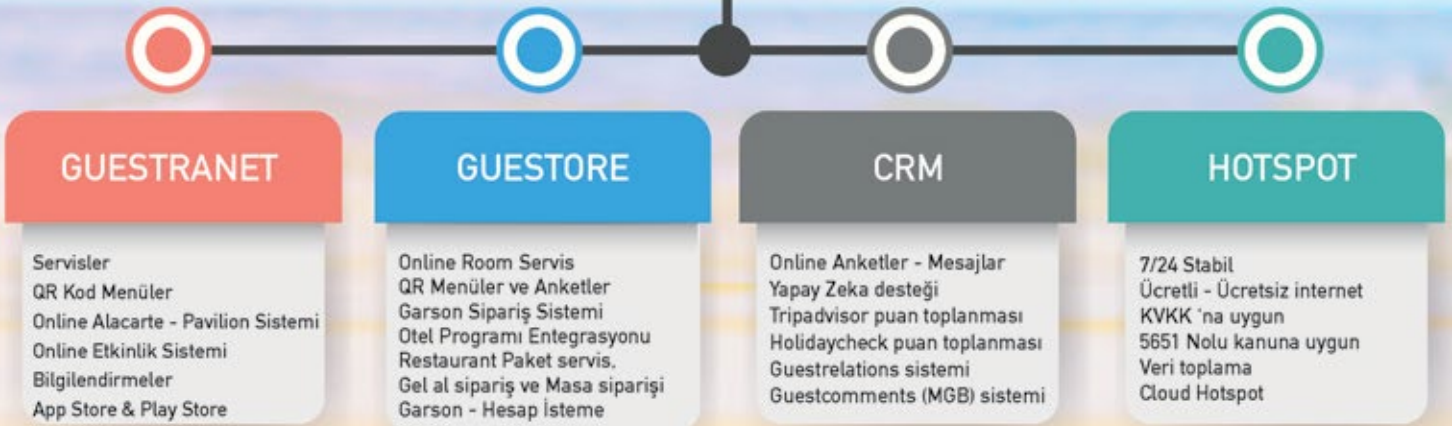 GUESTRANET
Servisler
QR Kod Menüler
Online Alacarte - Pavilion Sistemi
Online Etkinlik Sistemi
Bilgilendirmeler
App Store & Play Store
GUESTORE
Online Room Servis
QR Menüler ve Anketler
Garson Sipariş Sistemi
Otel Programı Entegrasyonu
Restaurant Paket servis,
Gel al sipariş ve Masa siparişi
Garson - Hesap İsteme
CRM
Online Anketler - Mesajlar
Yapay Zeka desteği
Tripadvisor puan toplanması
Holidaycheck puan toplanması
Guestrelations sistemi
Guestcomments (MGB) sistemi
HOTSPOT
7/24 Stabil
Ücretli - Ücretsiz internet
KVKK 'na uygun
5651 Nolu kanuna uygun
Veri toplama
Cloud Hotspot